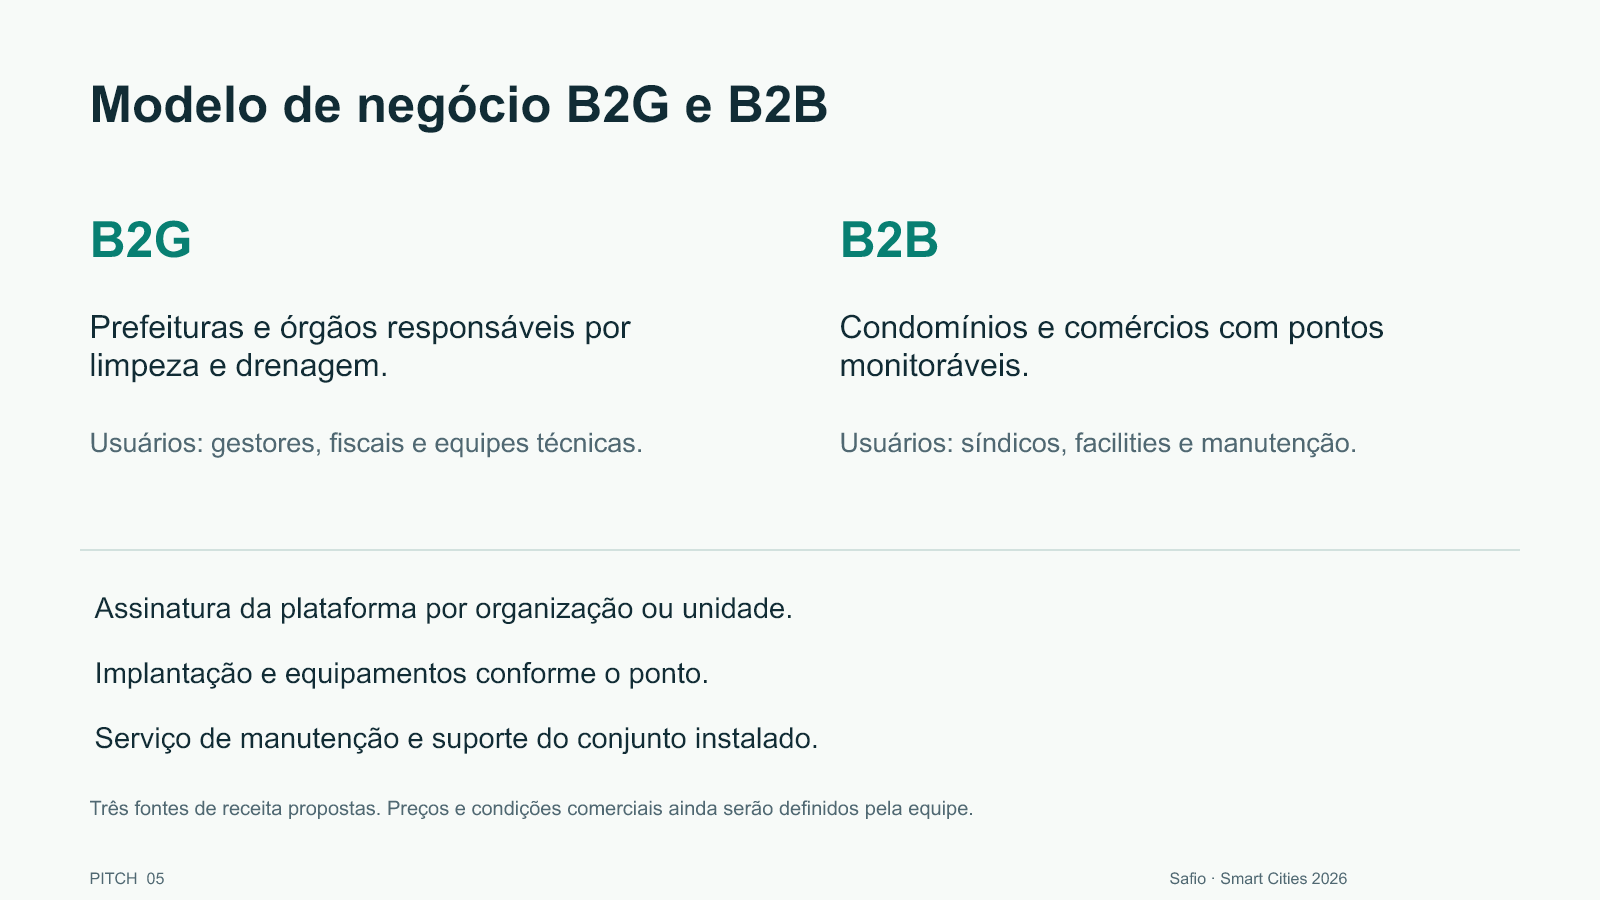 Modelo de negócio B2G e B2B
B2G
Prefeituras e órgãos responsáveis por
limpeza e drenagem.
Usuários: gestores, fiscais e equipes técnicas.
B2B
Condomínios e comércios com pontos
monitoráveis.
Usuários: síndicos, facilities e manutenção.
Assinatura da plataforma por organização ou unidade.
Implantação e equipamentos conforme o ponto.
Serviço de manutenção e suporte do conjunto instalado.
Três fontes de receita propostas. Preços e condições comerciais ainda serão definidos pela equipe.
PITCH 05
Safio · Smart Cities 2026